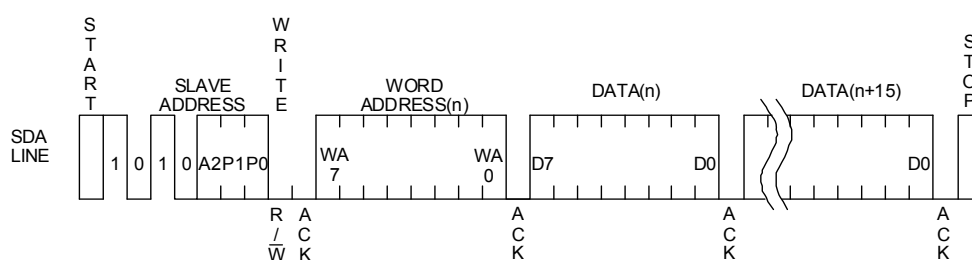 START
WRITE
STOP
SLAVE
ADDRESS
WORD
ADDRESS(n)
DATA(n)
DATA(n+15)
SDA
LINE
1 0 1 0 A2 P1 P0
WA
7
WA
0
D7
D0
D0
R/W
ACK
ACK
ACK
ACK